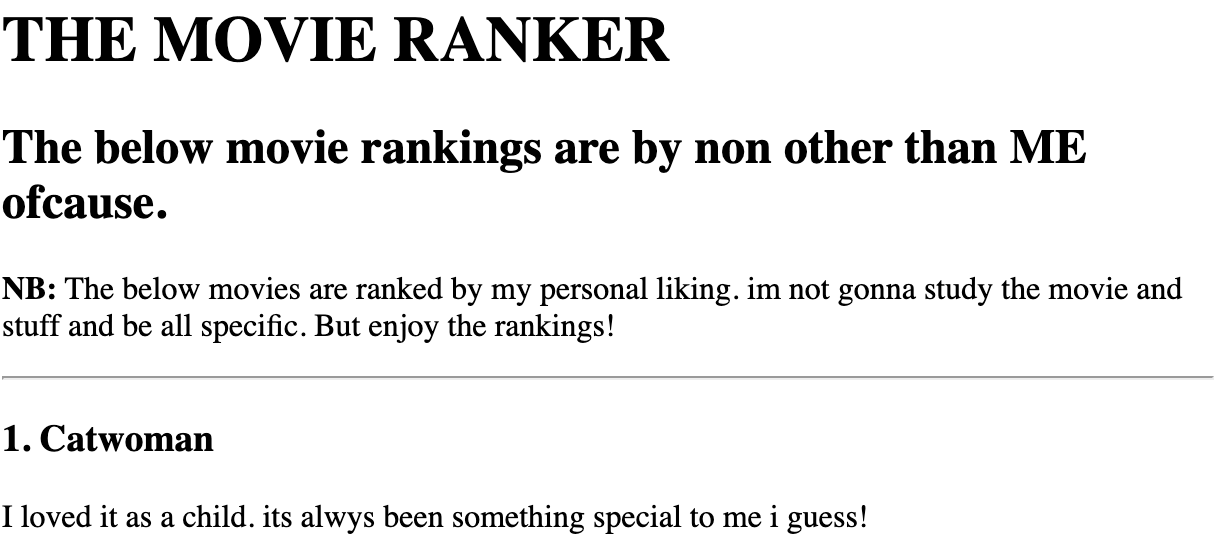 THE MOVIE RANKER
The below movie rankings are by non other than ME
ofcause.
NB: The below movies are ranked by my personal liking. im not gonna study the movie and
stuff and be all specific. But enjoy the rankings!
1. Catwoman
I loved it as a child. its alwys been something special to me i guess!